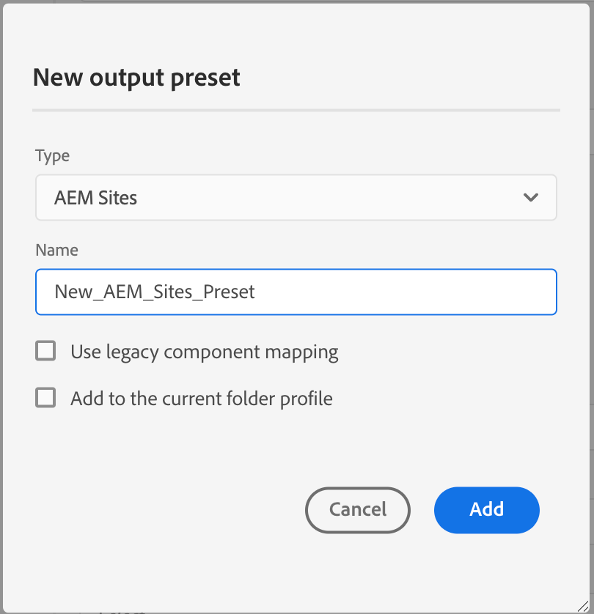 New output preset
Type
AEM Sites
Name
New_AEM_Sites_Preset
Use legacy component mapping
Add to the current folder profile
Cancel
Add